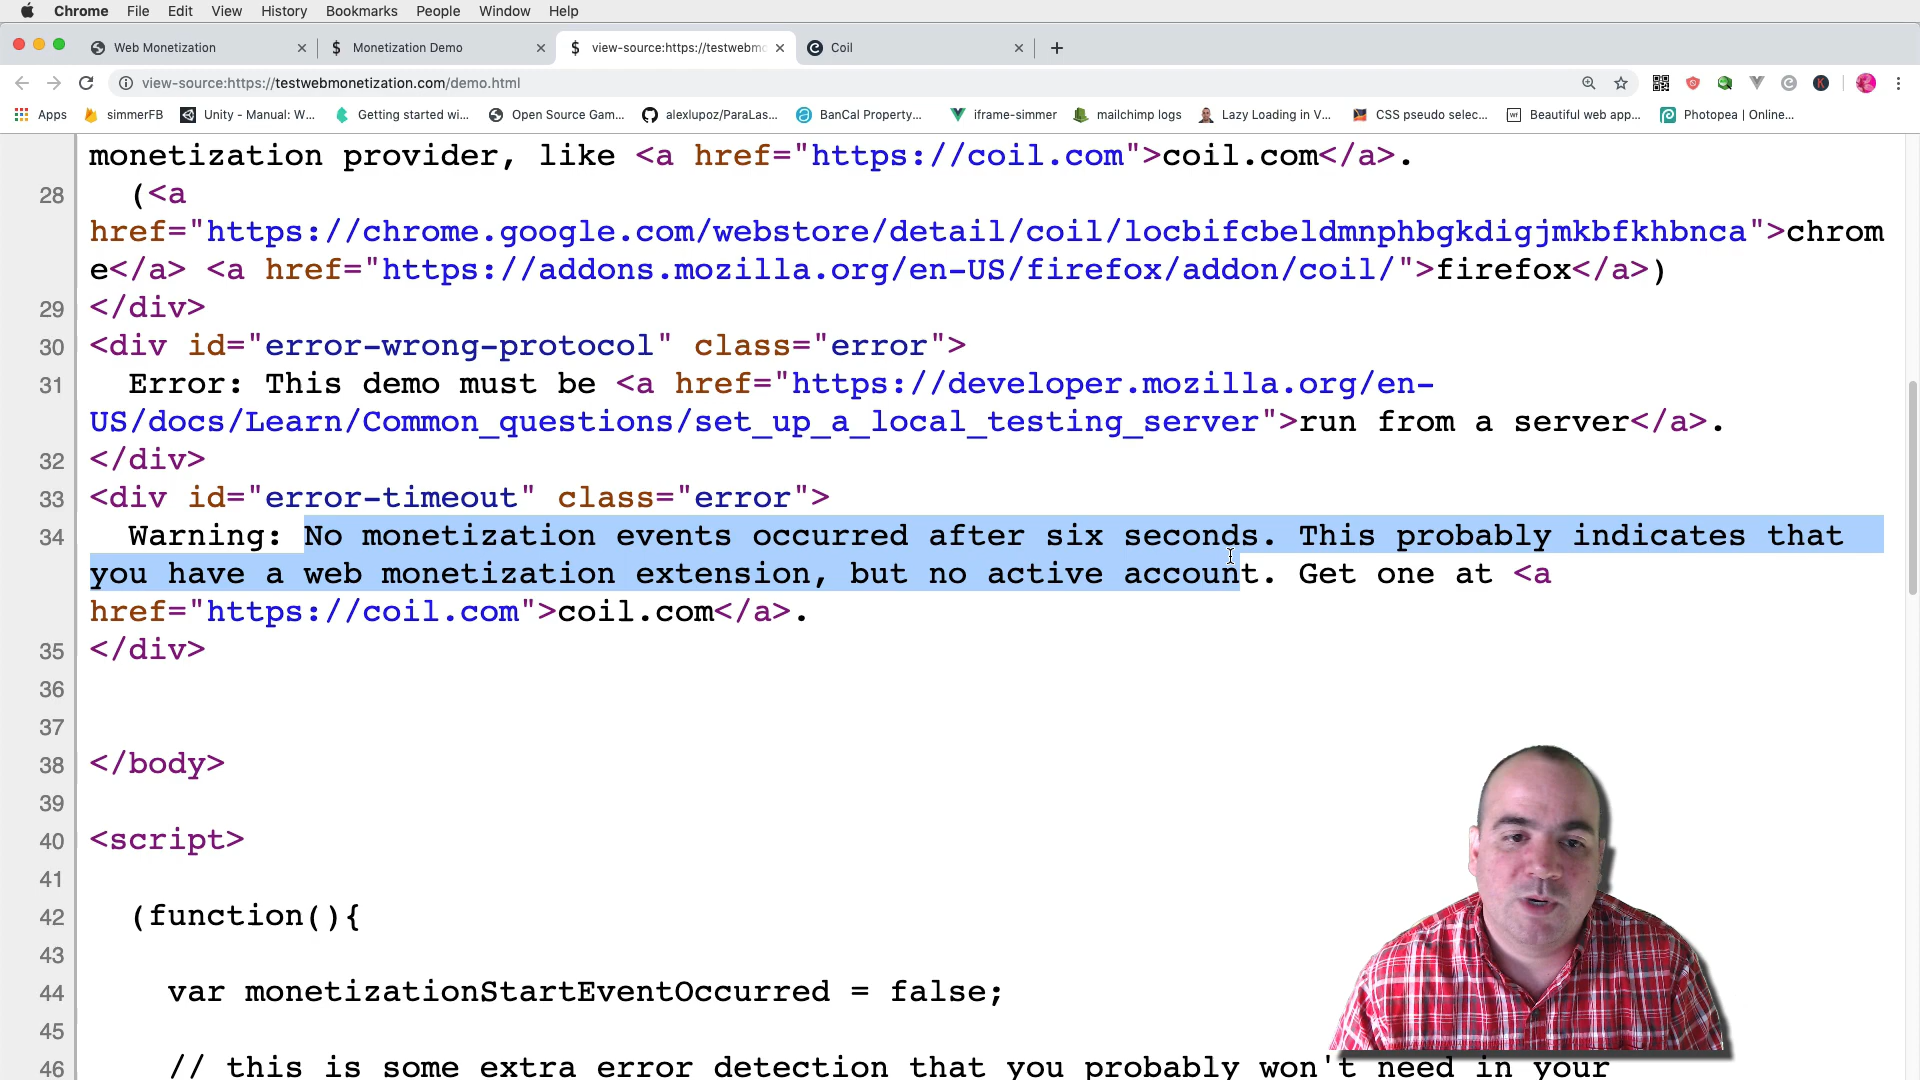 Chrome File Edit View History Bookmarks People Window Help
Web Monetization
$ Monetization Demo
$ view-source:https://testwebmo
Coil
view-source:https://testwebmonetization.com/demo.html
Apps simmerFB Unity - Manual: W... Getting started wi... Open Source Gam... alexlupoz/ParaLas... BanCal Property... iframe-simmer mailchimp logs Lazy Loading in V... CSS pseudo selec... Beautiful web app... Photopea | Online...
monetization provider, like <a href="https://coil.com">coil.com</a>.
28 (<a
href="https://chrome.google.com/webstore/detail/coil/locbifcbeldmnphbgkdigjmkbfkhbnca">chrom
e</a> <a href="https://addons.mozilla.org/en-US/firefox/addon/coil/">firefox</a>)
29 </div>
30 <div id="error-wrong-protocol" class="error">
31 Error: This demo must be <a href="https://developer.mozilla.org/en-
US/docs/Learn/Common_questions/set_up_a_local_testing_server">run from a server</a>.
32 </div>
33 <div id="error-timeout" class="error">
34 Warning: No monetization events occurred after six seconds. This probably indicates that
you have a web monetization extension, but no active account. Get one at <a
href="https://coil.com">coil.com</a>.
35 </div>
36
37
38 </body>
39
40 <script>
41
42 (function(){
43
44 var monetizationStartEventOccurred = false;
45
46 // this is some extra error detection that you probably won't need in your